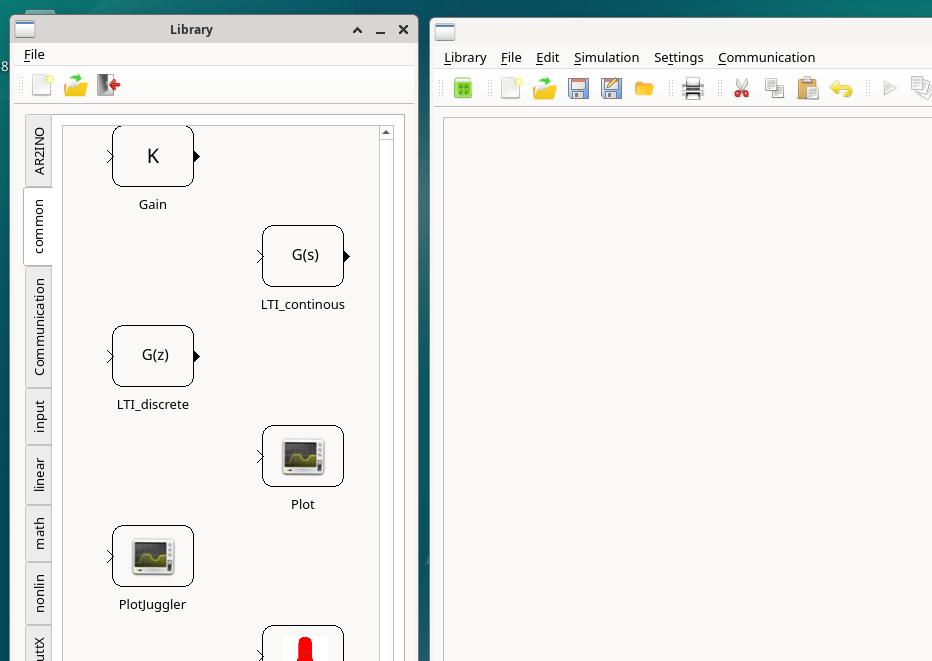 Library
File
8
AR2INO
common
Communication
input
linear
math
nonlin
K
Gain
G(s)
LTI_continous
G(z)
LTI_discrete
Plot
PlotJuggler
Library File Edit Simulation Settings Communication